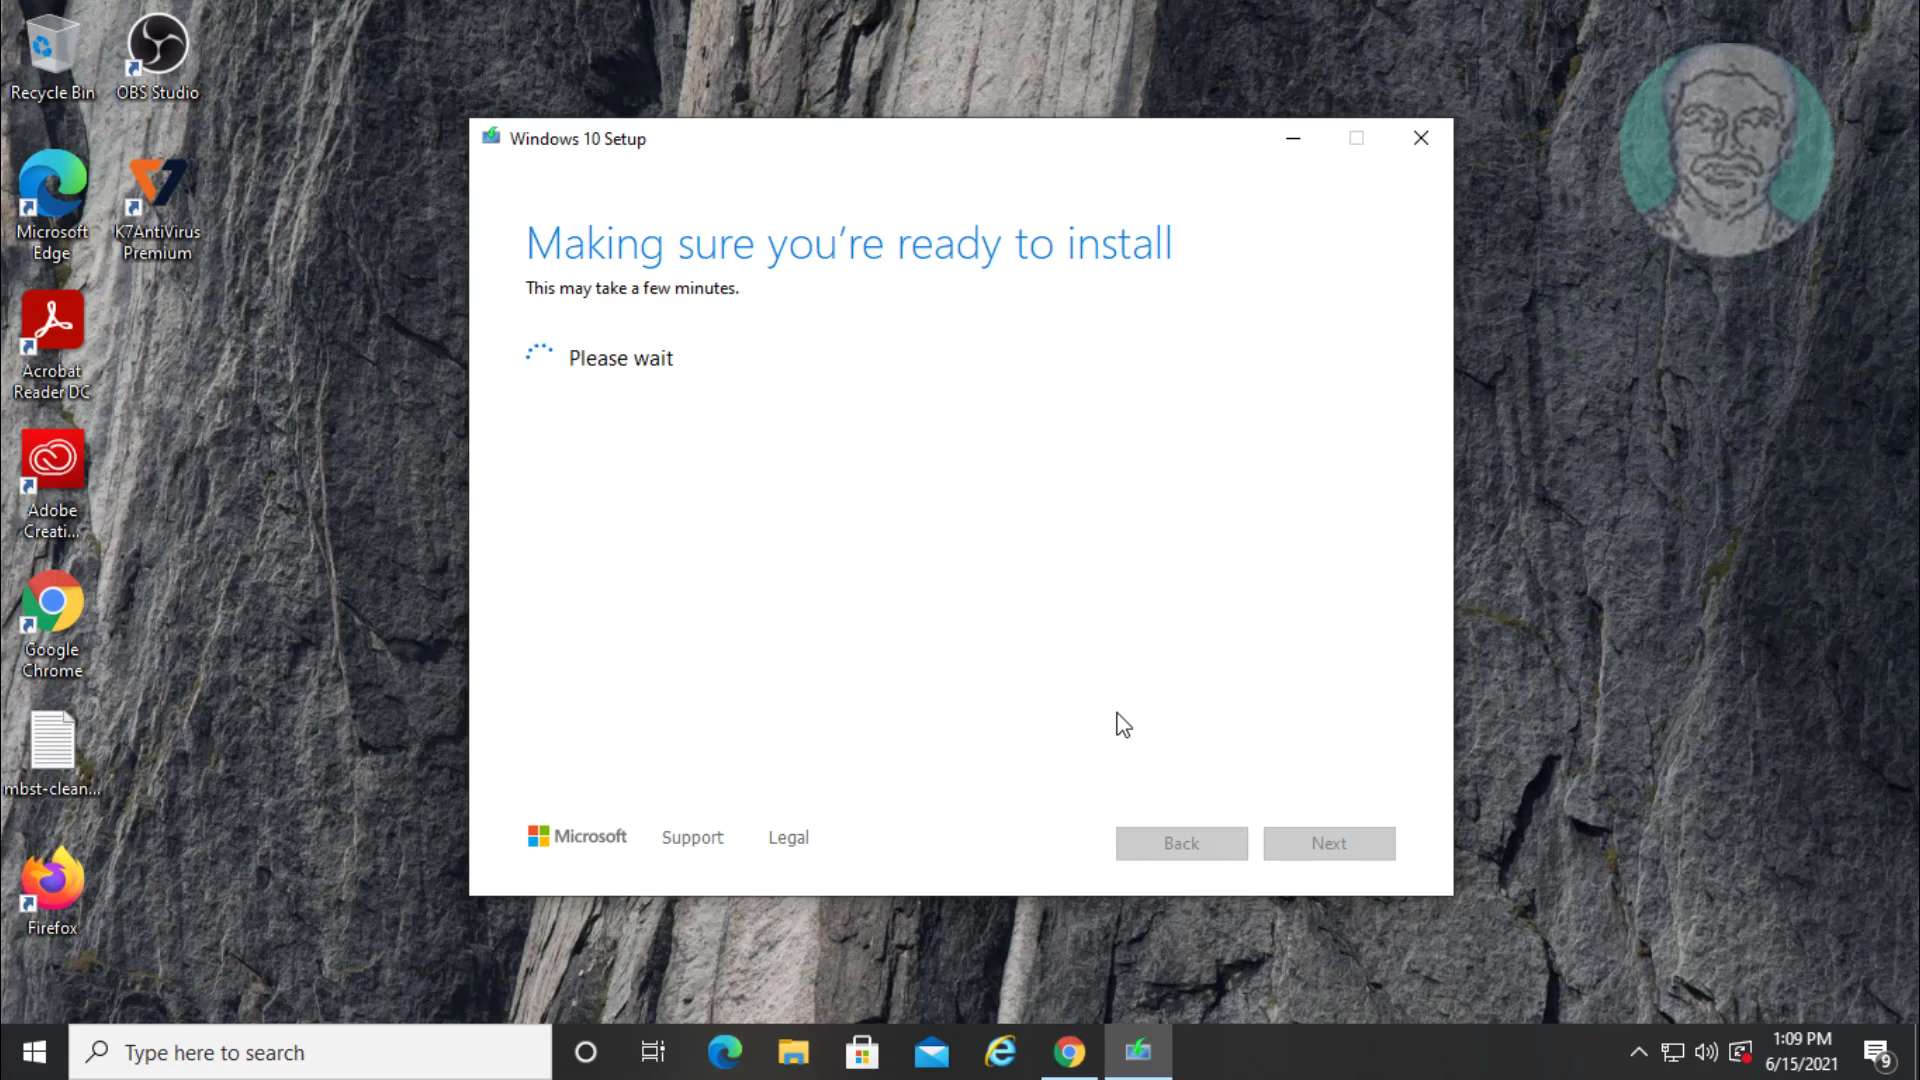 Recycle Bin
OBS Studio
Microsoft
Edge
K7AntiVirus
Premium
Acrobat
Reader DC
Adobe
Creati...
Google
Chrome
mbst-clean...
Firefox
Windows 10 Setup
Making sure you're ready to install
This may take a few minutes.
Please wait
Microsoft
Support
Legal
Back
Next
Type here to search
1:09 PM
6/15/2021
9